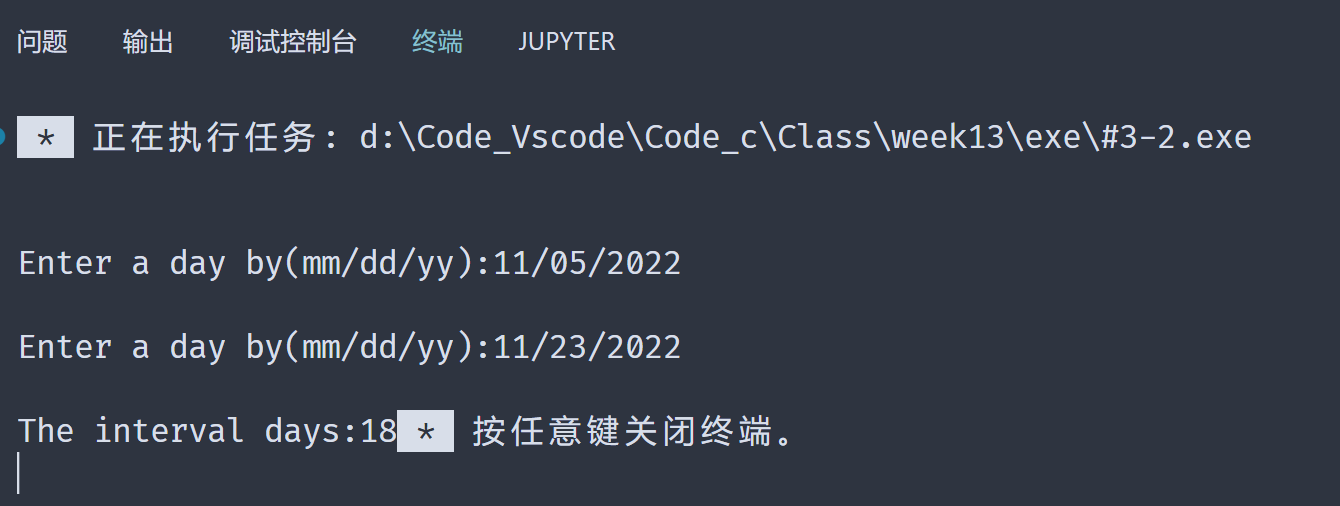 问题 输出 调试控制台 终端 JUPYTER
* 正在执行任务: d:\Code_Vscode\Code_c\Class\week13\exe\#3-2.exe
Enter a day by(mm/dd/yy):11/05/2022
Enter a day by(mm/dd/yy):11/23/2022
The interval days:18 * 按任意键关闭终端。